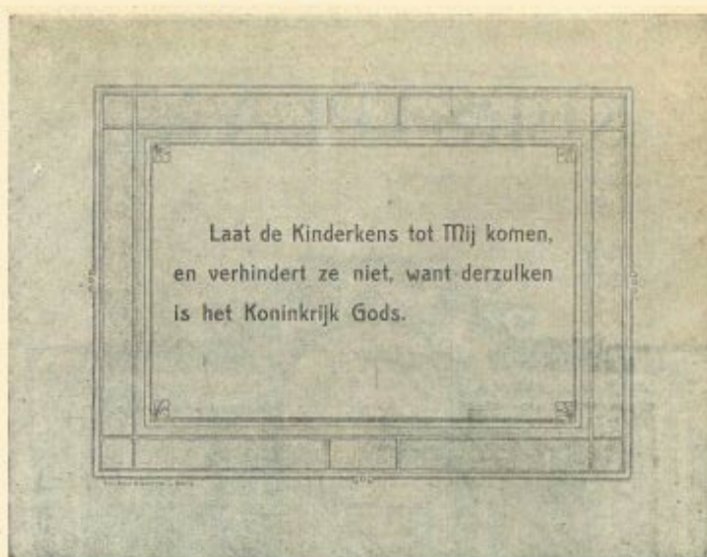 Laat de Kinderkens tot Mij komen,
en verhindert ze niet, want derzulken
is het Koninkrijk Gods.